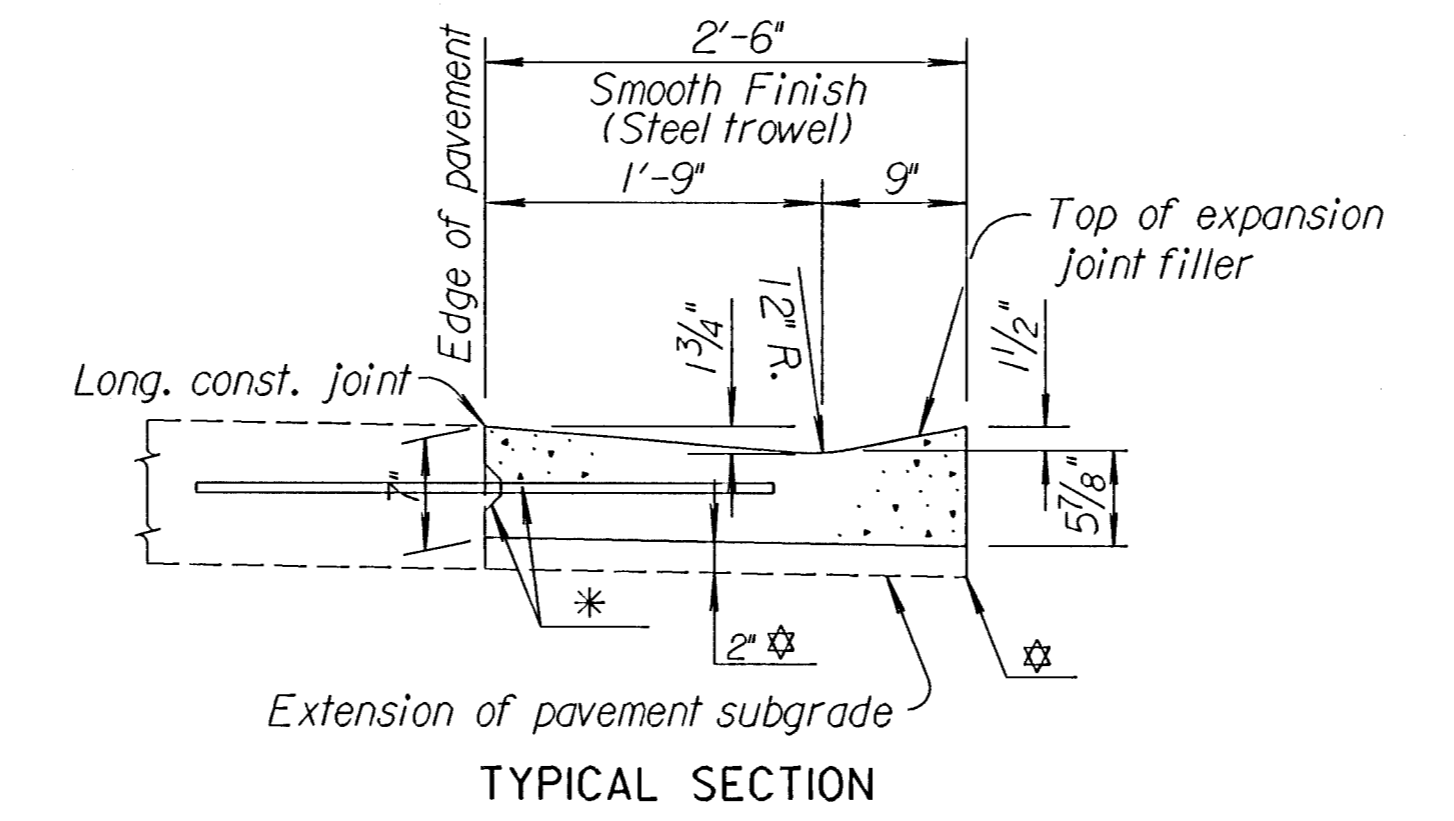 2'-6"
Smooth Finish
(Steel trowel)
1'-9"
9"
Edge of pavement
Top of expansion
joint filler
1 3/4"
12" R.
1 1/2"
Long. const. joint
7"
5 7/8"
*
2" ✡
✡
Extension of pavement subgrade
TYPICAL SECTION